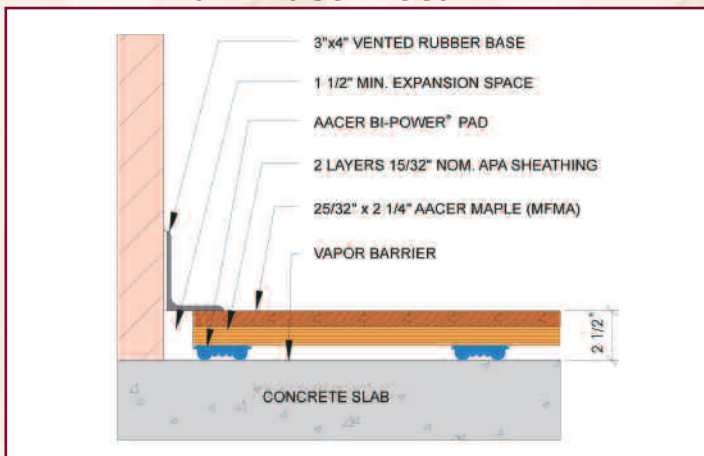 3"x4" VENTED RUBBER BASE
1 1/2" MIN. EXPANSION SPACE
AACER BI-POWER® PAD
2 LAYERS 15/32" NOM. APA SHEATHING
25/32" x 2 1/4" AACER MAPLE (MFMA)
VAPOR BARRIER
2 1/2"
CONCRETE SLAB